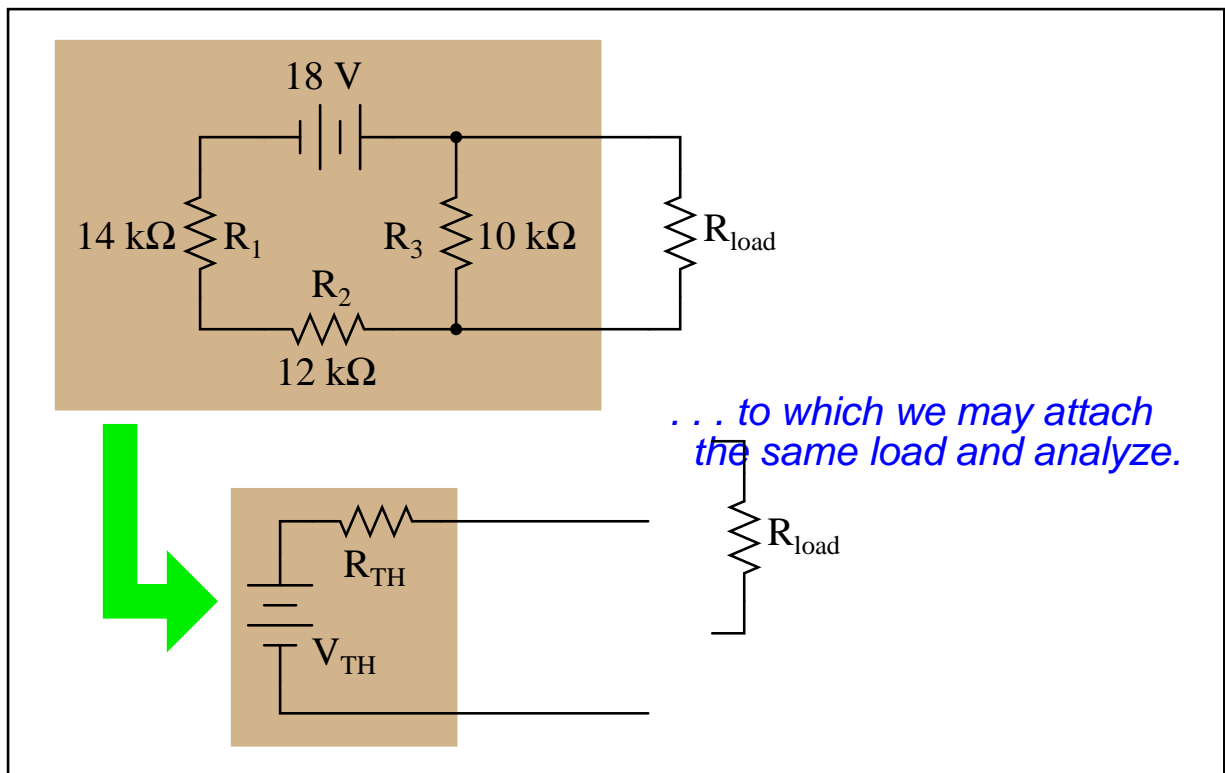 18 V
14 kΩ
R1
R3
10 kΩ
Rload
R2
12 kΩ
. . . to which we may attach
the same load and analyze.
RTH
Rload
VTH